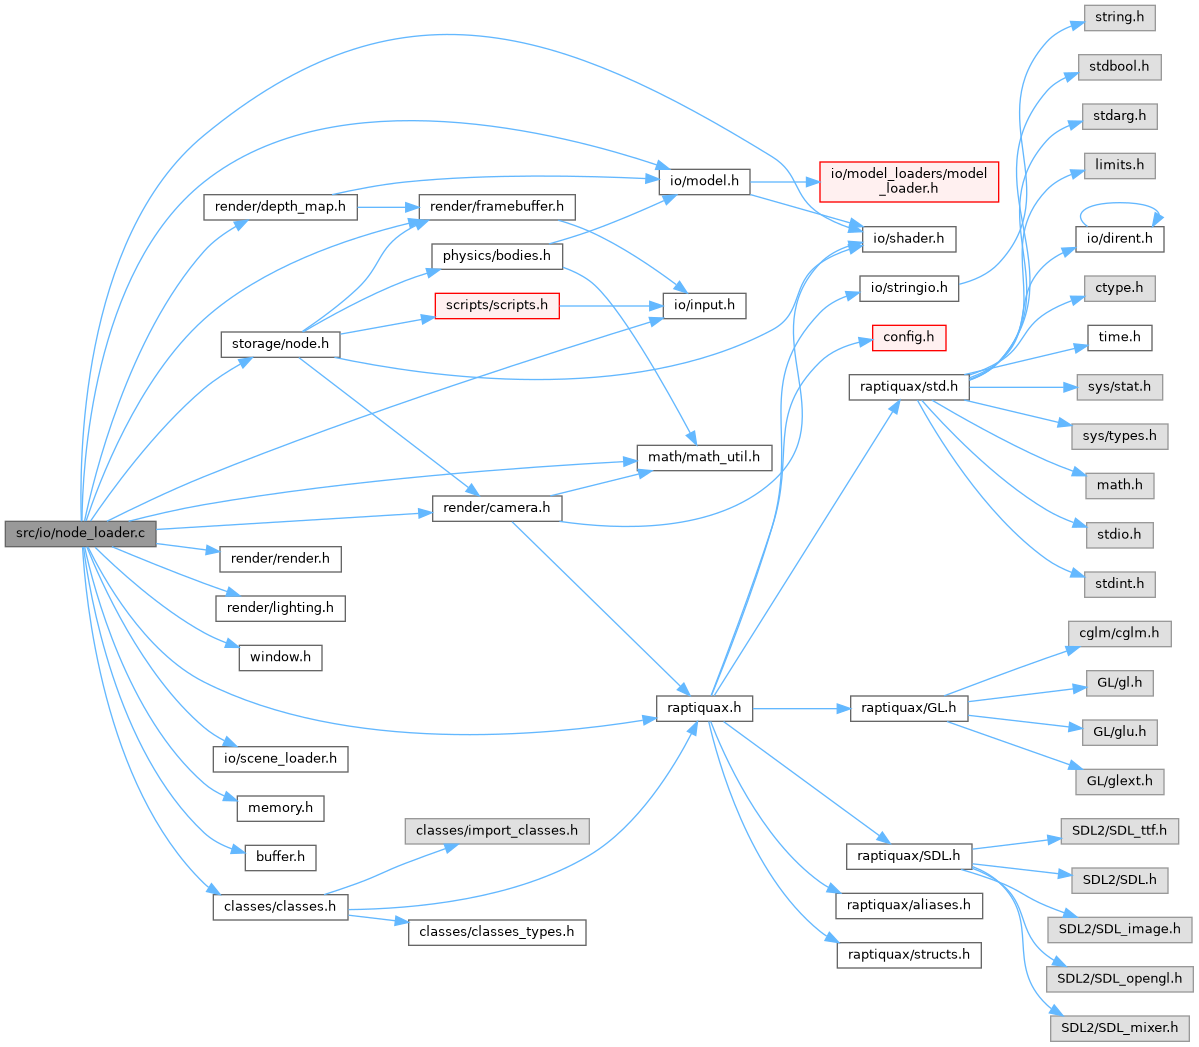 string.h
stdbool.h
stdarg.h
limits.h
io/model.h
io/model_loaders/model
_loader.h
render/depth_map.h
render/framebuffer.h
io/shader.h
io/dirent.h
physics/bodies.h
io/stringio.h
ctype.h
scripts/scripts.h
io/input.h
config.h
time.h
storage/node.h
raptiquax/std.h
sys/stat.h
sys/types.h
math/math_util.h
math.h
render/camera.h
src/io/node_loader.c
stdio.h
render/render.h
stdint.h
render/lighting.h
cglm/cglm.h
window.h
GL/gl.h
raptiquax.h
raptiquax/GL.h
GL/glu.h
io/scene_loader.h
GL/glext.h
memory.h
classes/import_classes.h
SDL2/SDL_ttf.h
buffer.h
raptiquax/SDL.h
SDL2/SDL.h
classes/classes.h
raptiquax/aliases.h
SDL2/SDL_image.h
classes/classes_types.h
raptiquax/structs.h
SDL2/SDL_opengl.h
SDL2/SDL_mixer.h